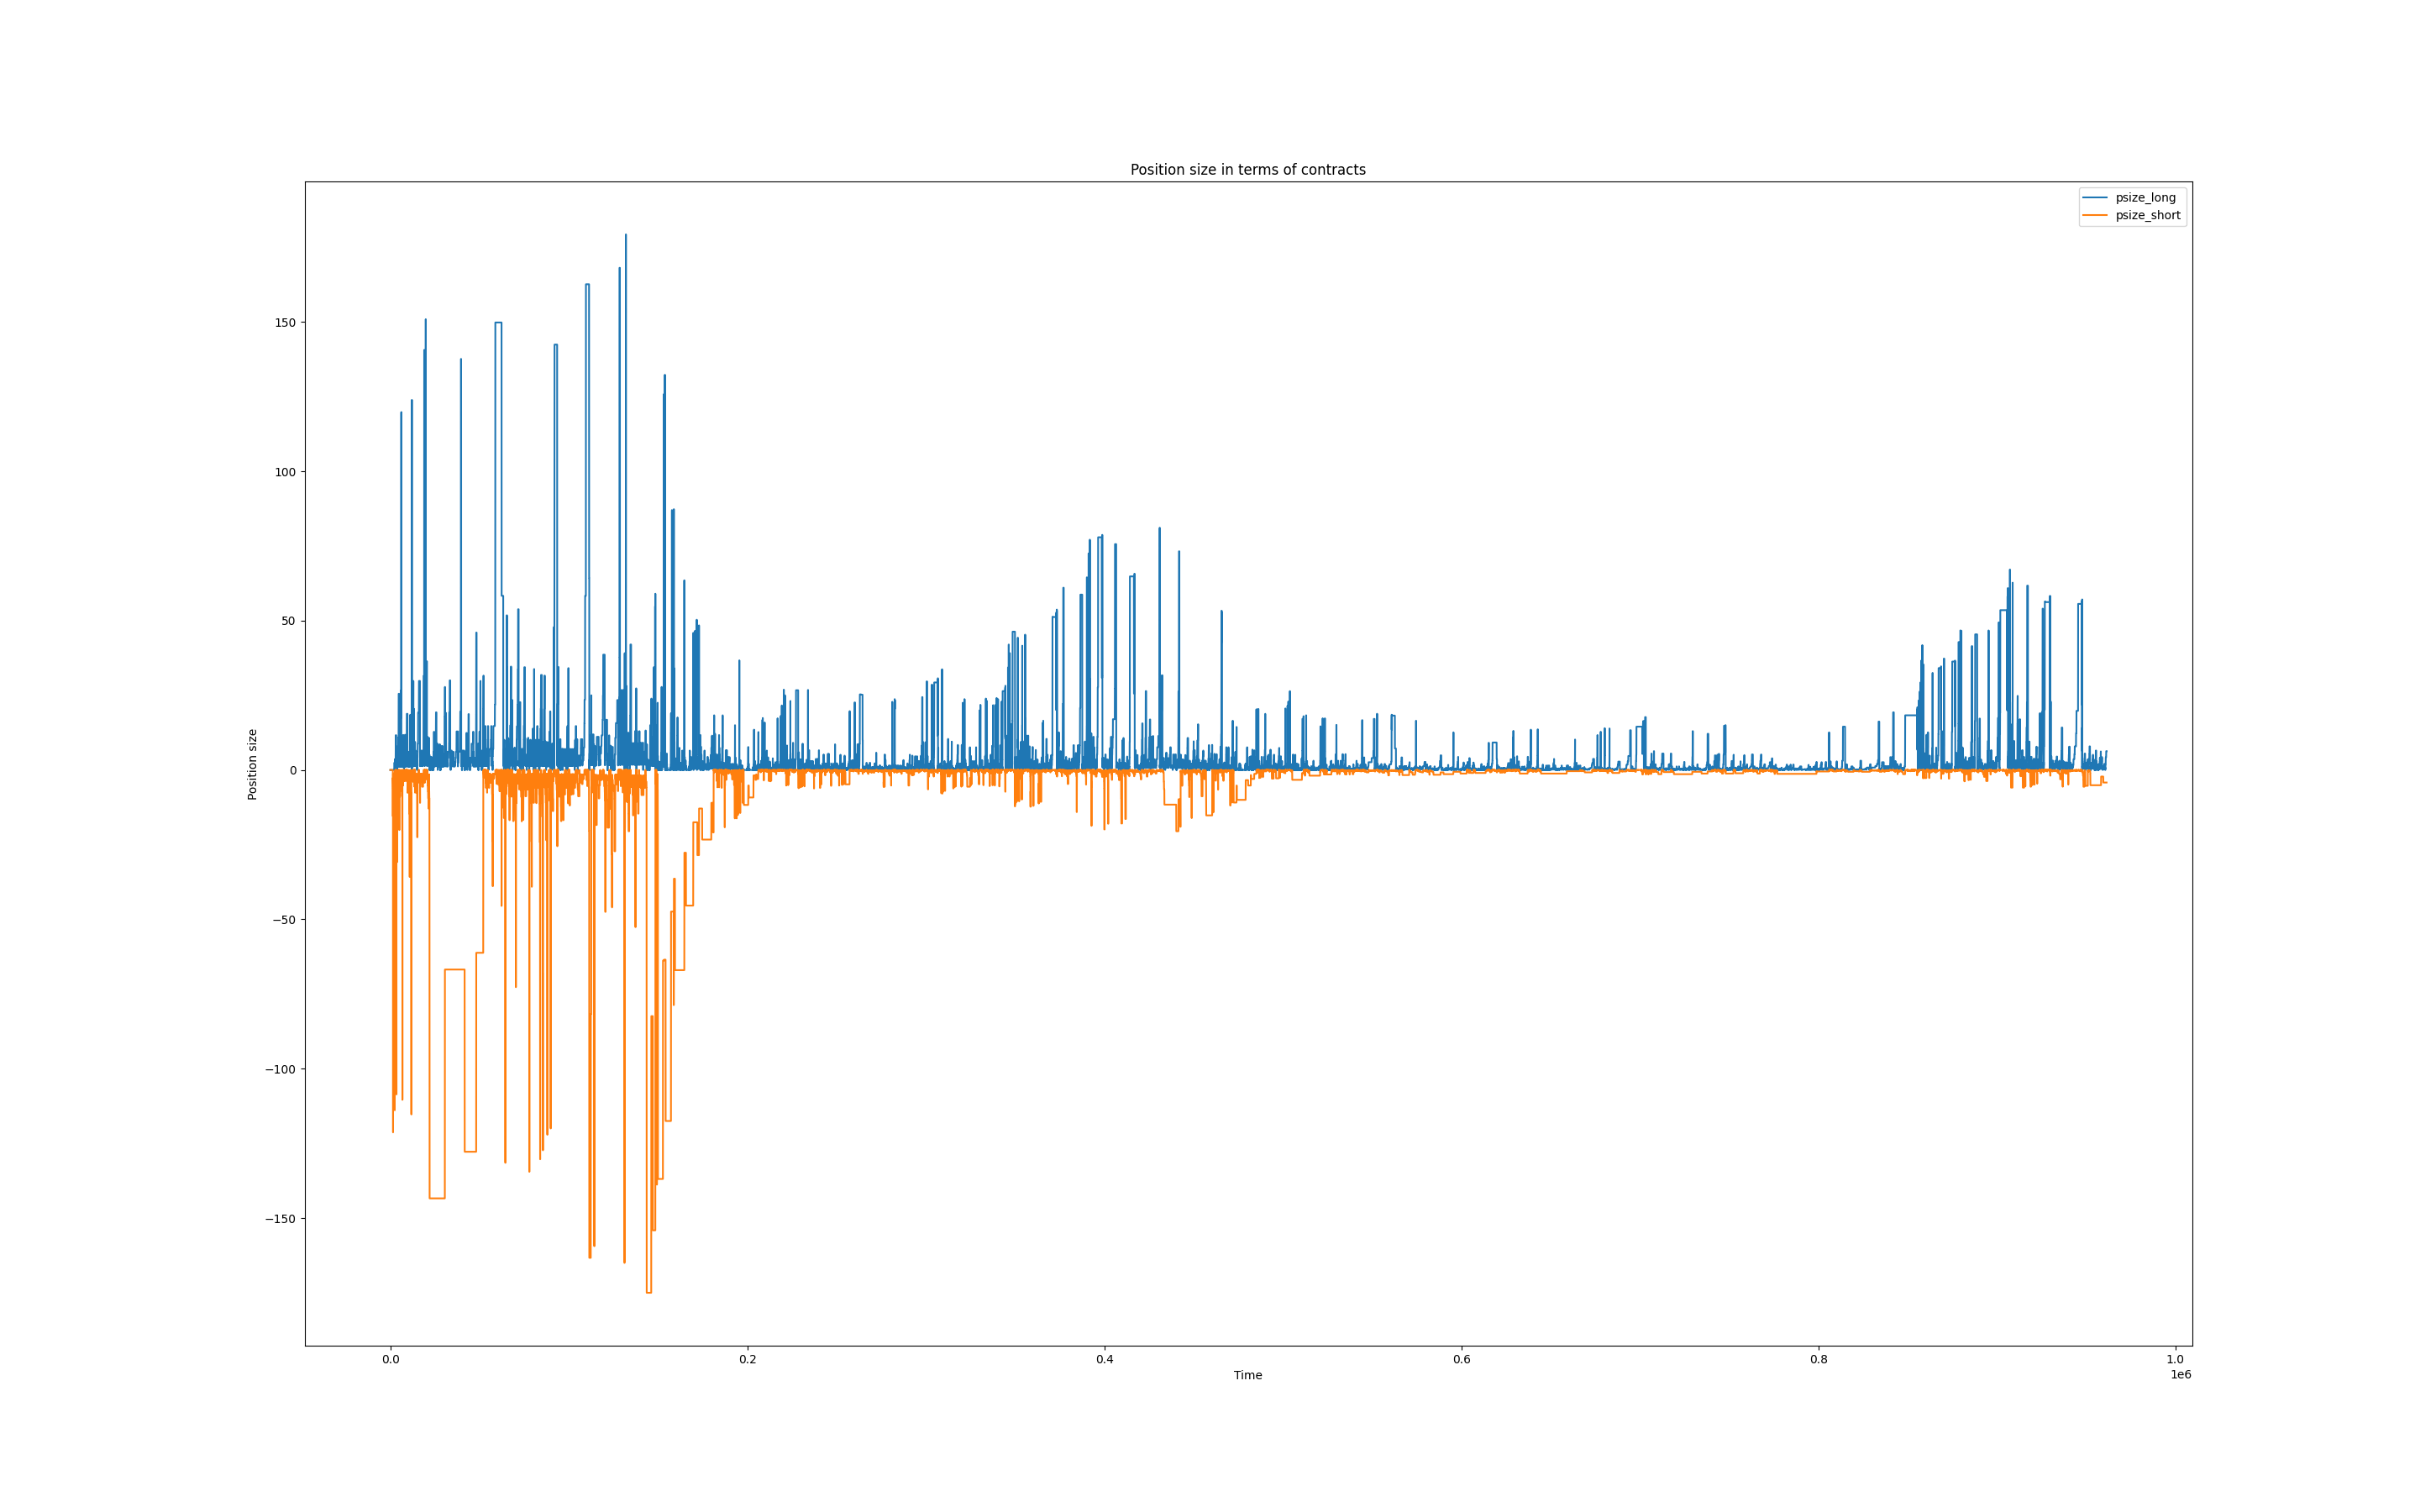 Position size in terms of contracts
psize_long
psize_short
Position size
150
100
50
0
−50
−100
−150
0.0
0.2
0.4
0.6
0.8
1.0
1e6
Time